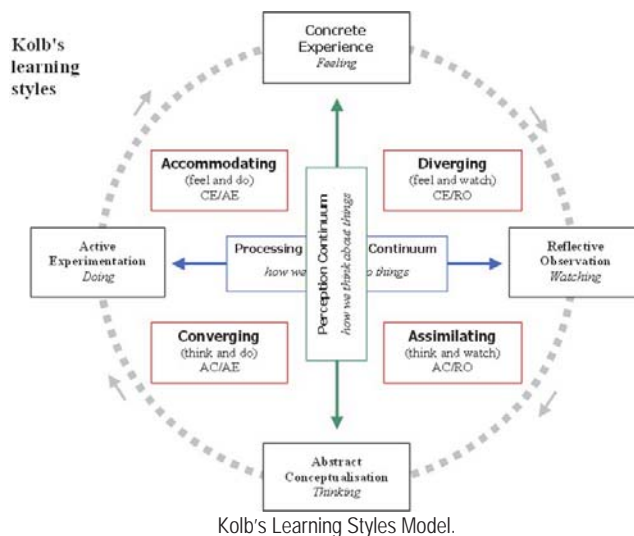 Kolb's
learning
styles
Concrete
Experience
Feeling
Accommodating
(feel and do)
CE/AE
Diverging
(feel and watch)
CE/RO
Perception Continuum
how we think about things
Processing Continuum
how we o things
Active
Experimentation
Doing
Reflective
Observation
Watching
Converging
(think and do)
AC/AE
Assimilating
(think and watch)
AC/RO
Abstract
Conceptualisation
Thinking
Kolb's Learning Styles Model.